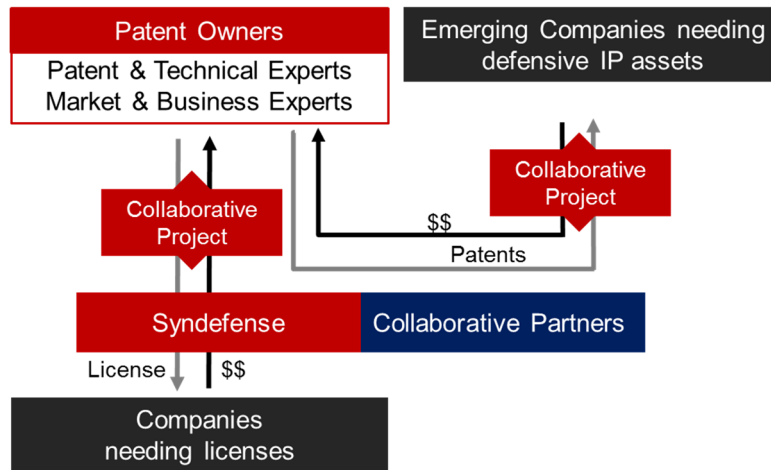 Patent Owners
Patent & Technical Experts
Market & Business Experts
Emerging Companies needing
defensive IP assets
Collaborative
Project
Collaborative
Project
$$
Patents
Syndefense
Collaborative Partners
License
$$
Companies
needing licenses